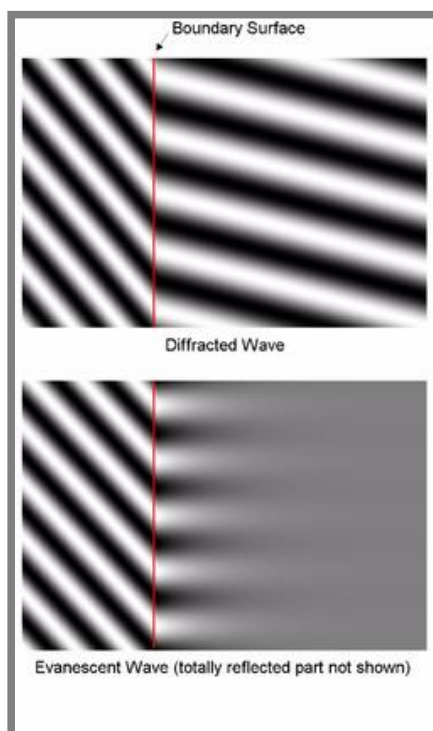 Boundary Surface
Diffracted Wave
Evanescent Wave (totally reflected part not shown)